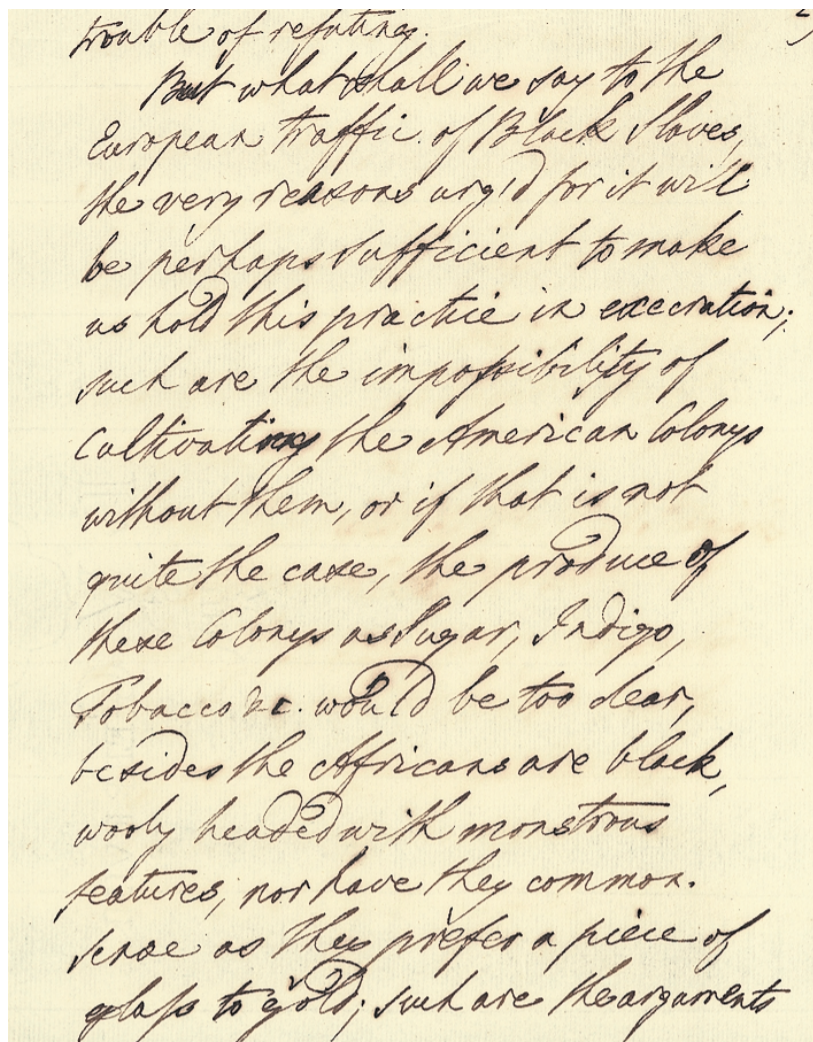 trouble of refuting.
But what shall we say to the
European traffic of Black Slaves,
the very reasons urg'd for it will
be perhaps sufficient to make
us hold this practice in execration;
such are the impossibility of
Cultivating the American Colonys
without them, or if that is not
quite the case, the produce of
these Colonys as Sugar, Indigo,
Tobacco &c. would be too dear,
besides the Africans are black,
wooly headed with monstrous
features, nor have they common.
sense as they prefer a piece of
glass to gold; such are the arguments